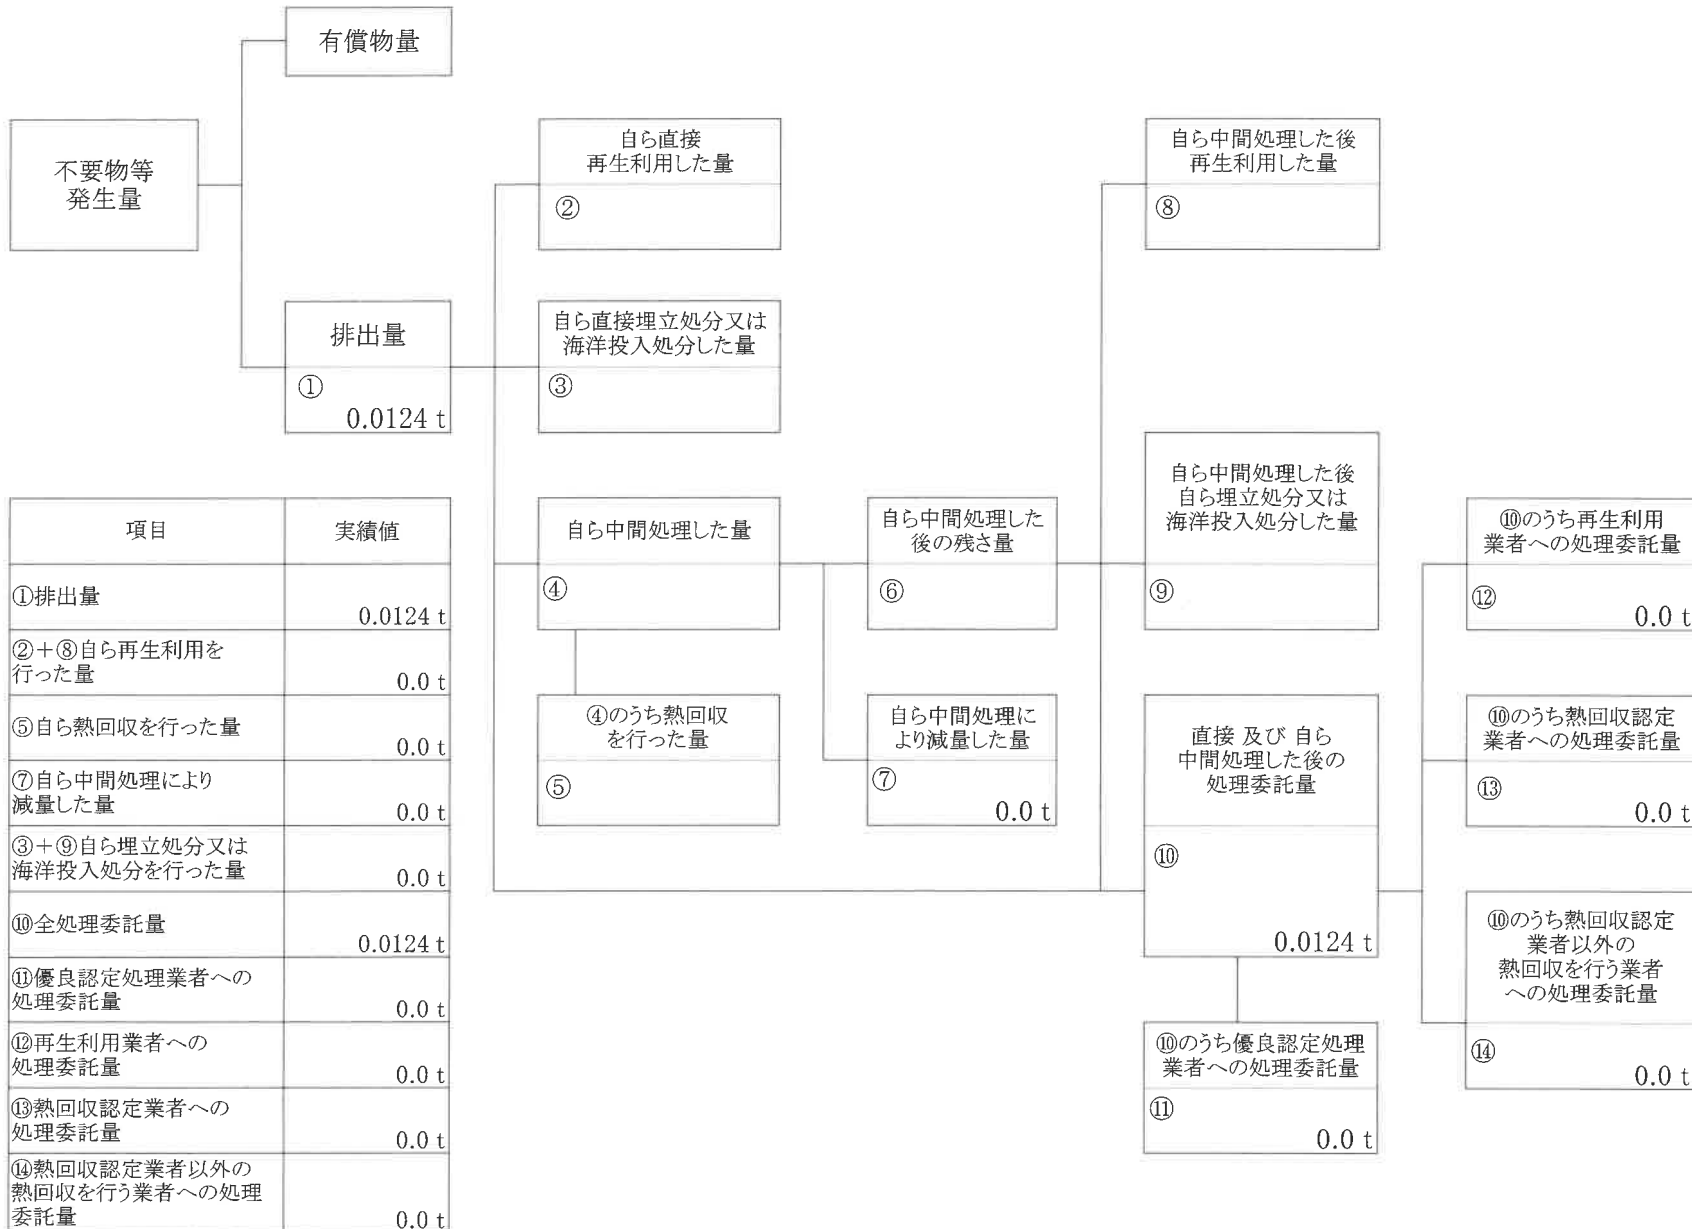 有償物量
不要物等
発生量
排出量
①
0.0124 t
自ら直接
再生利用した量
②
自ら直接埋立処分又は
海洋投入処分した量
③
自ら中間処理した量
④
④のうち熱回収
を行った量
⑤
自ら中間処理した
後の残さ量
⑥
自ら中間処理に
より減量した量
⑦
0.0 t
自ら中間処理した後
再生利用した量
⑧
自ら中間処理した後
自ら埋立処分又は
海洋投入処分した量
⑨
直接 及び 自ら
中間処理した後の
処理委託量
⑩
0.0124 t
⑩のうち優良認定処理
業者への処理委託量
⑪
0.0 t
⑩のうち再生利用
業者への処理委託量
⑫
0.0 t
⑩のうち熱回収認定
業者への処理委託量
⑬
0.0 t
⑩のうち熱回収認定
業者以外の
熱回収を行う業者
への処理委託量
⑭
0.0 t
項目 実績値
①排出量
0.0124 t
②＋⑧自ら再生利用を
行った量
0.0 t
⑤自ら熱回収を行った量
0.0 t
⑦自ら中間処理により
減量した量
0.0 t
③＋⑨自ら埋立処分又は
海洋投入処分を行った量
0.0 t
⑩全処理委託量
0.0124 t
⑪優良認定処理業者への
処理委託量
0.0 t
⑫再生利用業者への
処理委託量
0.0 t
⑬熱回収認定業者への
処理委託量
0.0 t
⑭熱回収認定業者以外の
熱回収を行う業者への処理
委託量
0.0 t